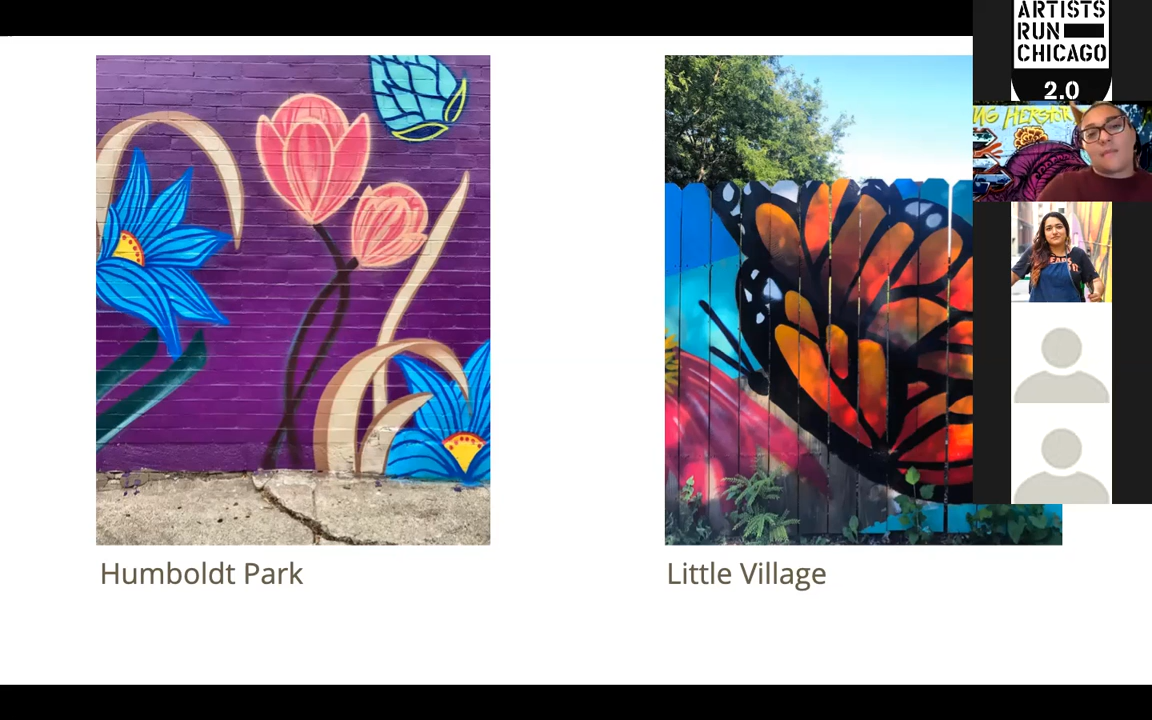 Humboldt Park
Little Village
ARTISTS
RUN
CHICAGO
2.0